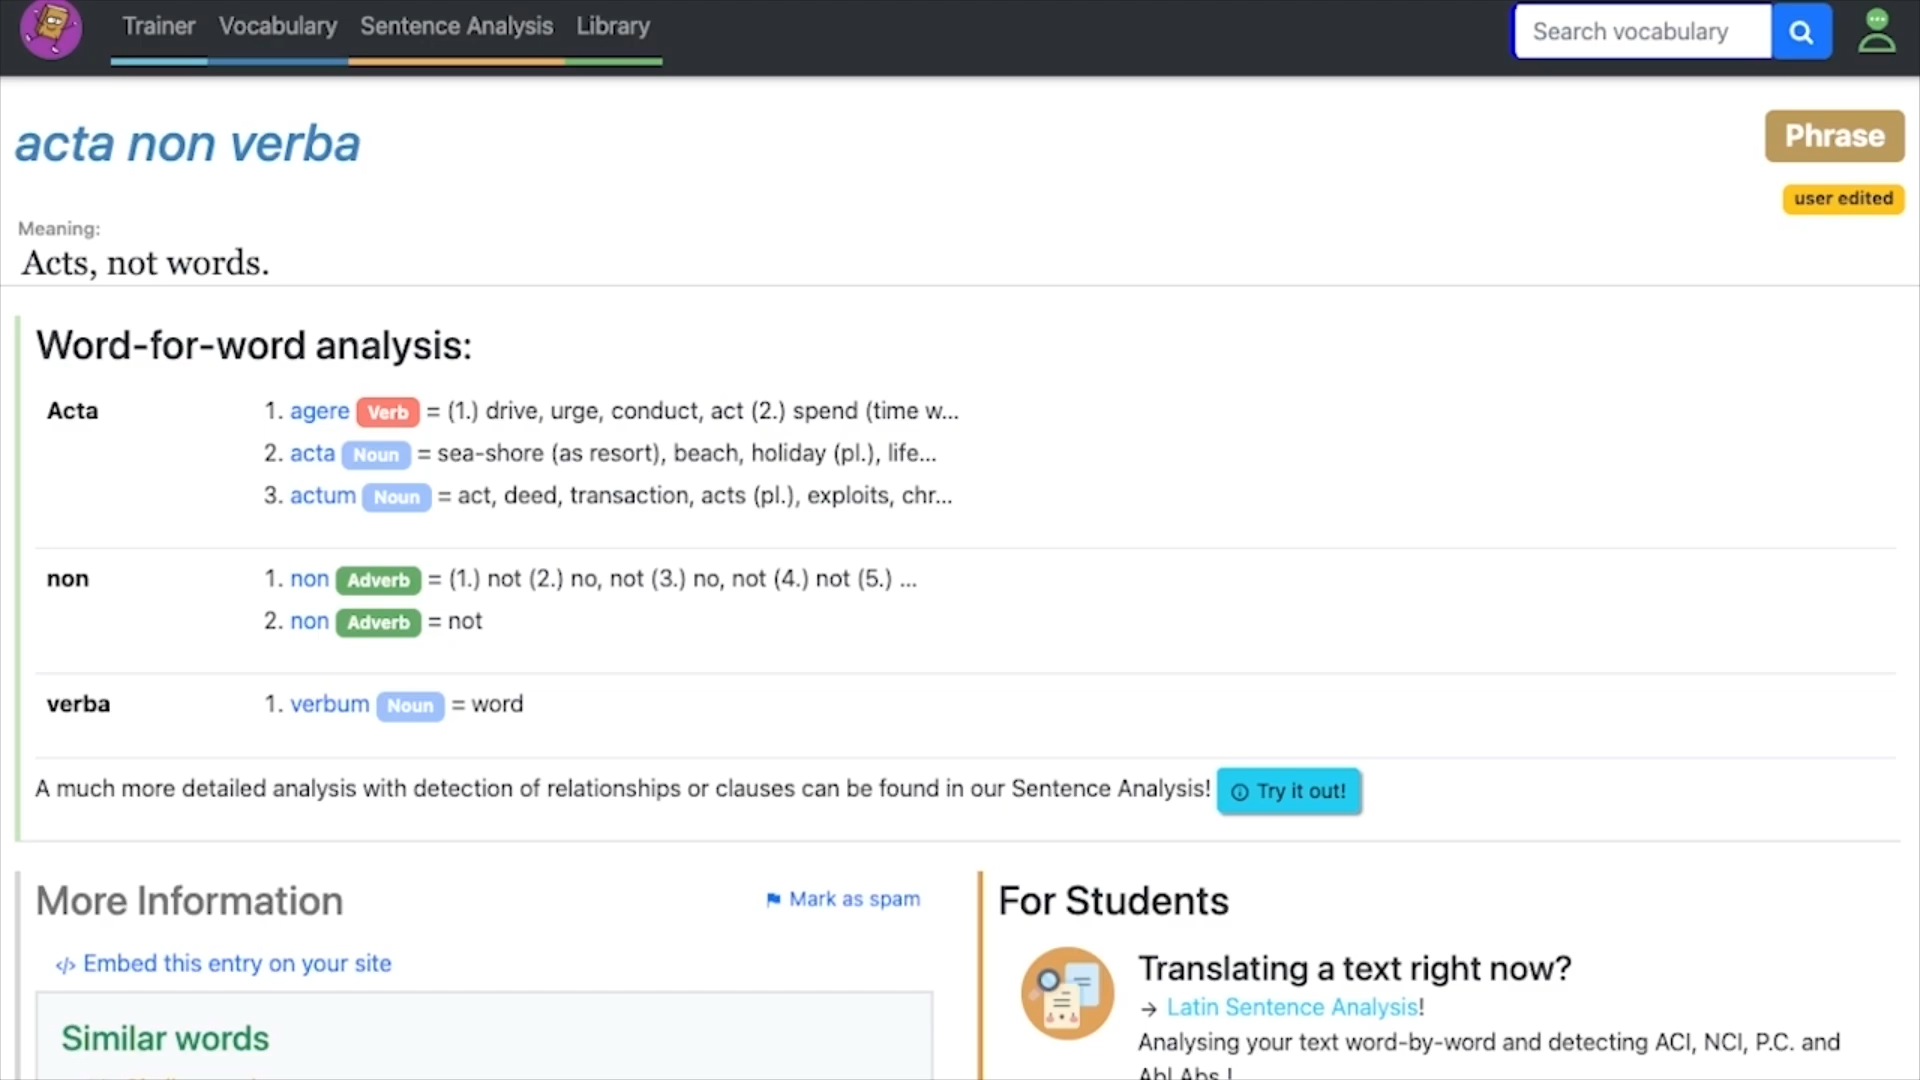 Trainer Vocabulary Sentence Analysis Library
Search vocabulary
acta non verba
Phrase
user edited
Meaning:
Acts, not words.
Word-for-word analysis:
Acta
1. agere Verb = (1.) drive, urge, conduct, act (2.) spend (time w...
2. acta Noun = sea-shore (as resort), beach, holiday (pl.), life...
3. actum Noun = act, deed, transaction, acts (pl.), exploits, chr...
non
1. non Adverb = (1.) not (2.) no, not (3.) no, not (4.) not (5.) ...
2. non Adverb = not
verba
1. verbum Noun = word
A much more detailed analysis with detection of relationships or clauses can be found in our Sentence Analysis! Try it out!
More Information
Mark as spam
</> Embed this entry on your site
Similar words
For Students
Translating a text right now?
→ Latin Sentence Analysis!
Analysing your text word-by-word and detecting ACI, NCI, P.C. and
Abl.Abs.!